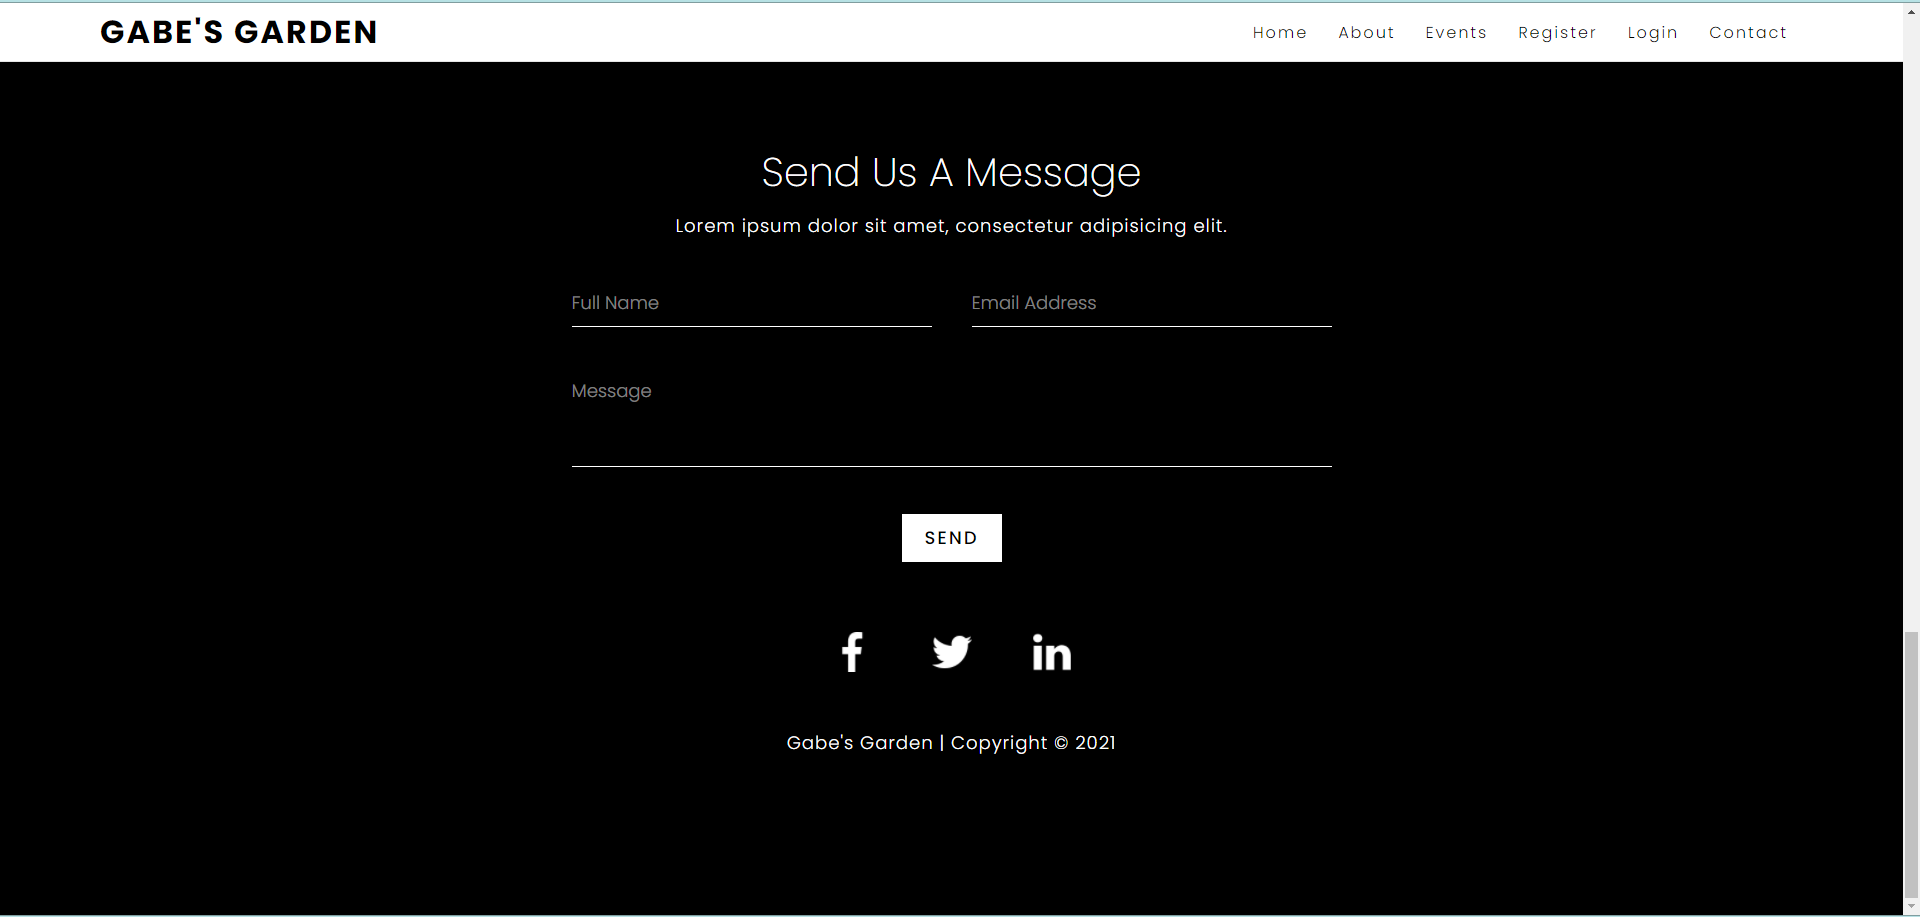 GABE'S GARDEN
Home About Events Register Login Contact
Send Us A Message
Lorem ipsum dolor sit amet, consectetur adipisicing elit.
Full Name Email Address
Message
SEND
Gabe's Garden | Copyright © 2021